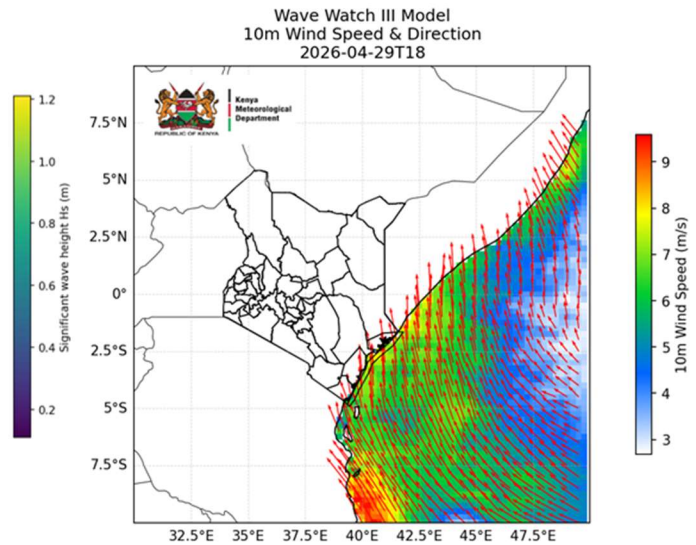 Wave Watch III Model
10m Wind Speed & Direction
2026-04-29T18
REPUBLIC OF KENYA
Kenya
Meteorological
Department
1.2
1.0
0.8
0.6
0.4
0.2
Significant wave height Hs (m)
7.5°N
5°N
2.5°N
0°
2.5°S
5°S
7.5°S
32.5°E 35°E 37.5°E 40°E 42.5°E 45°E 47.5°E
9
8
7
6
5
4
3
10m Wind Speed (m/s)